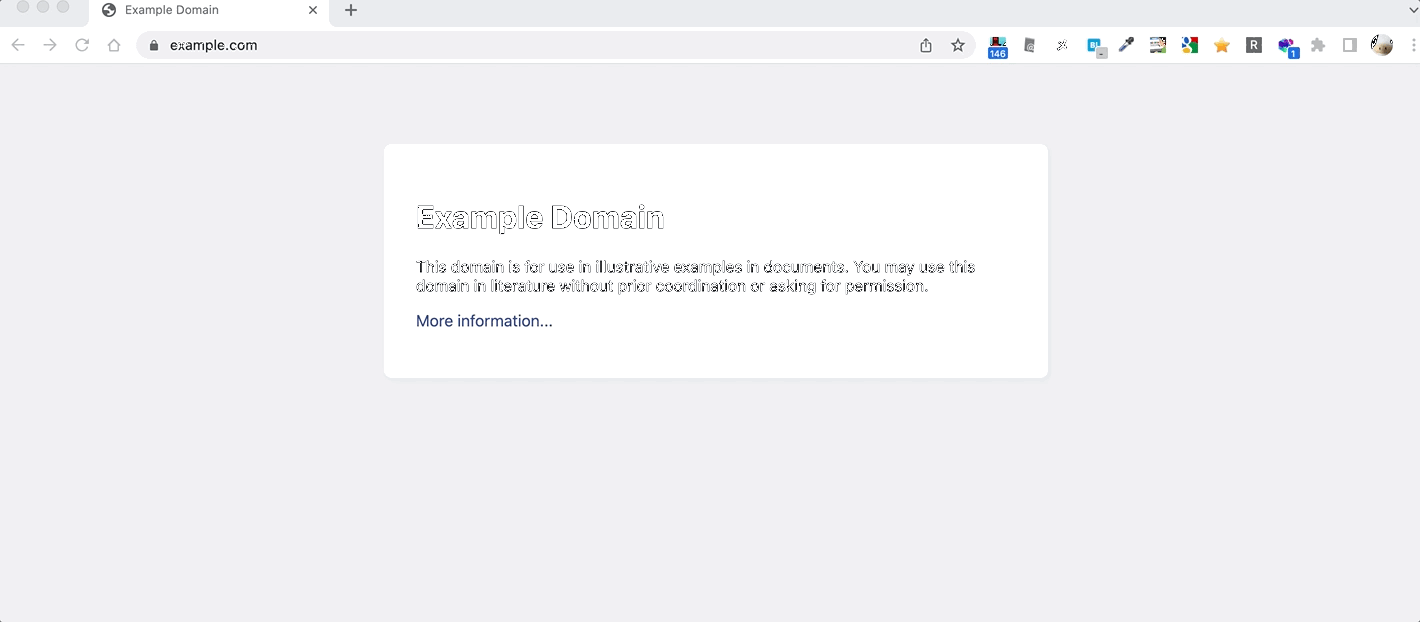 Example Domain
example.com
146
R
1
Example Domain
This domain is for use in illustrative examples in documents. You may use this
domain in literature without prior coordination or asking for permission.
More information...